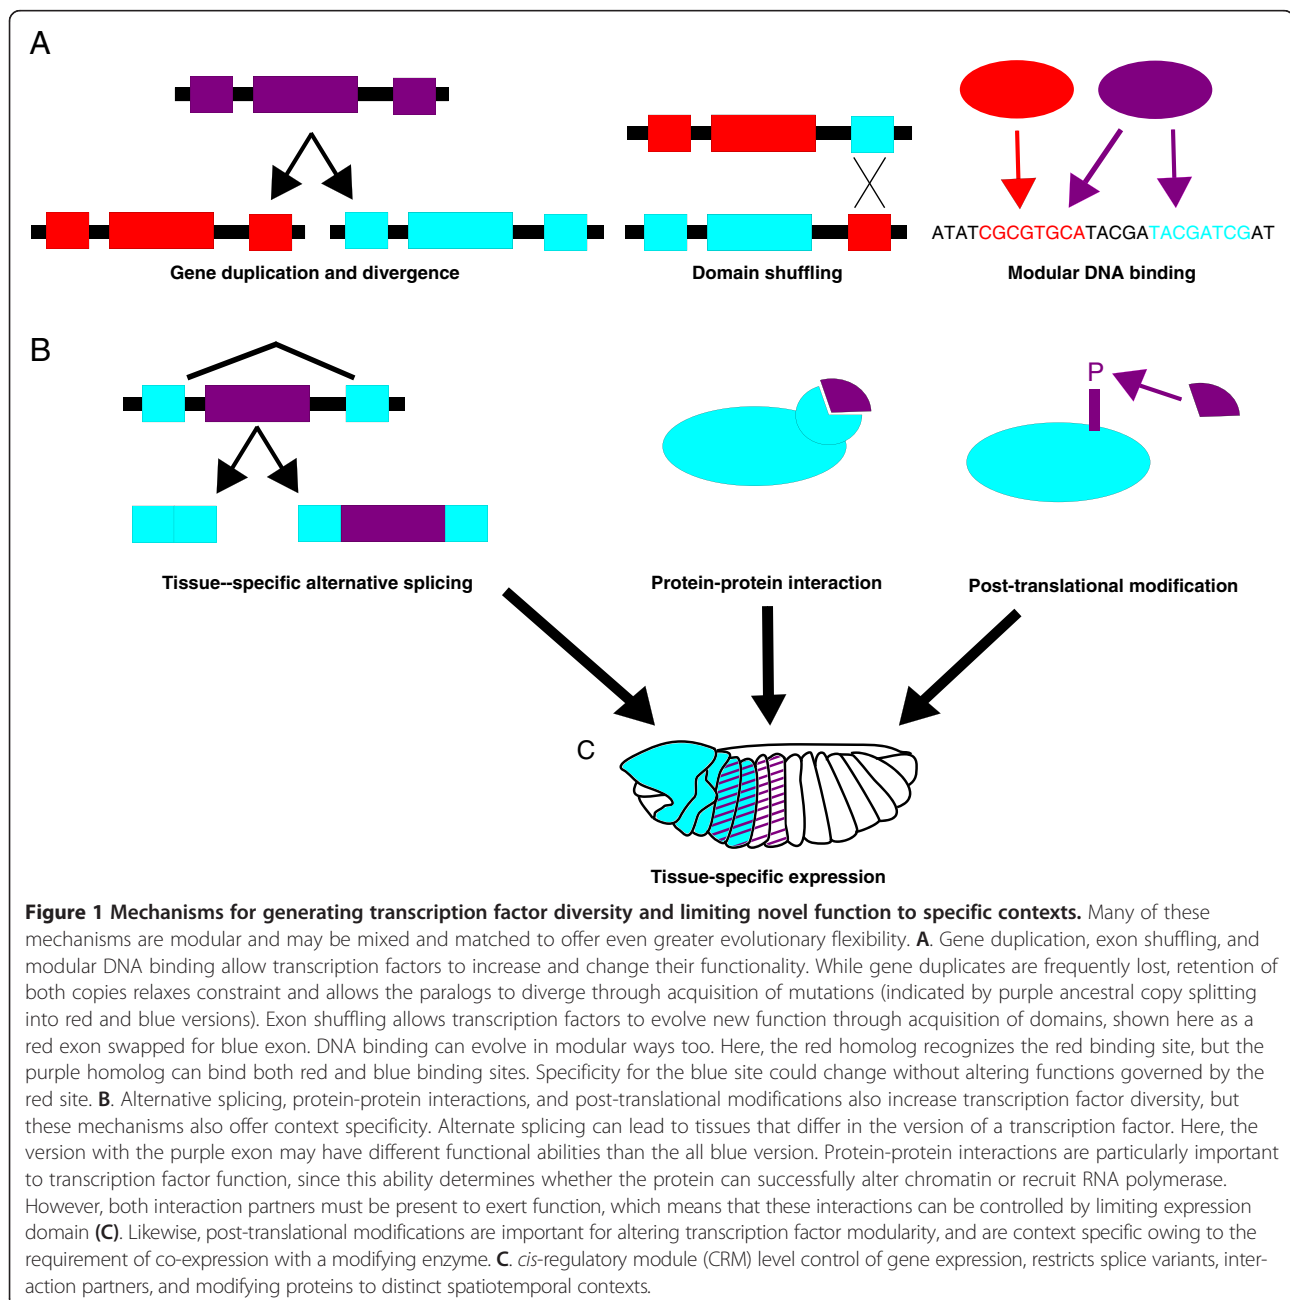 A
ATATCGCGTGCATACGATACGATCGAT
Gene duplication and divergence
Domain shuffling
Modular DNA binding
B
P
Tissue--specific alternative splicing
Protein-protein interaction
Post-translational modification
C
Tissue-specific expression
Figure 1 Mechanisms for generating transcription factor diversity and limiting novel function to specific contexts. Many of these
mechanisms are modular and may be mixed and matched to offer even greater evolutionary flexibility. A. Gene duplication, exon shuffling, and
modular DNA binding allow transcription factors to increase and change their functionality. While gene duplicates are frequently lost, retention of
both copies relaxes constraint and allows the paralogs to diverge through acquisition of mutations (indicated by purple ancestral copy splitting
into red and blue versions). Exon shuffling allows transcription factors to evolve new function through acquisition of domains, shown here as a
red exon swapped for blue exon. DNA binding can evolve in modular ways too. Here, the red homolog recognizes the red binding site, but the
purple homolog can bind both red and blue binding sites. Specificity for the blue site could change without altering functions governed by the
red site. B. Alternative splicing, protein-protein interactions, and post-translational modifications also increase transcription factor diversity, but
these mechanisms also offer context specificity. Alternate splicing can lead to tissues that differ in the version of a transcription factor. Here, the
version with the purple exon may have different functional abilities than the all blue version. Protein-protein interactions are particularly important
to transcription factor function, since this ability determines whether the protein can successfully alter chromatin or recruit RNA polymerase.
However, both interaction partners must be present to exert function, which means that these interactions can be controlled by limiting expression
domain (C). Likewise, post-translational modifications are important for altering transcription factor modularity, and are context specific owing to the
requirement of co-expression with a modifying enzyme. C. cis-regulatory module (CRM) level control of gene expression, restricts splice variants, inter-
action partners, and modifying proteins to distinct spatiotemporal contexts.